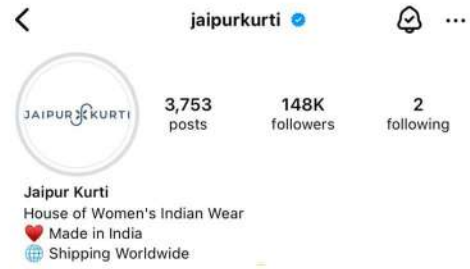 jaipurkurti
JAIPUR KURTI
3,753 148K 2
posts followers following
Jaipur Kurti
House of Women's Indian Wear
❤️ Made in India
🌐 Shipping Worldwide